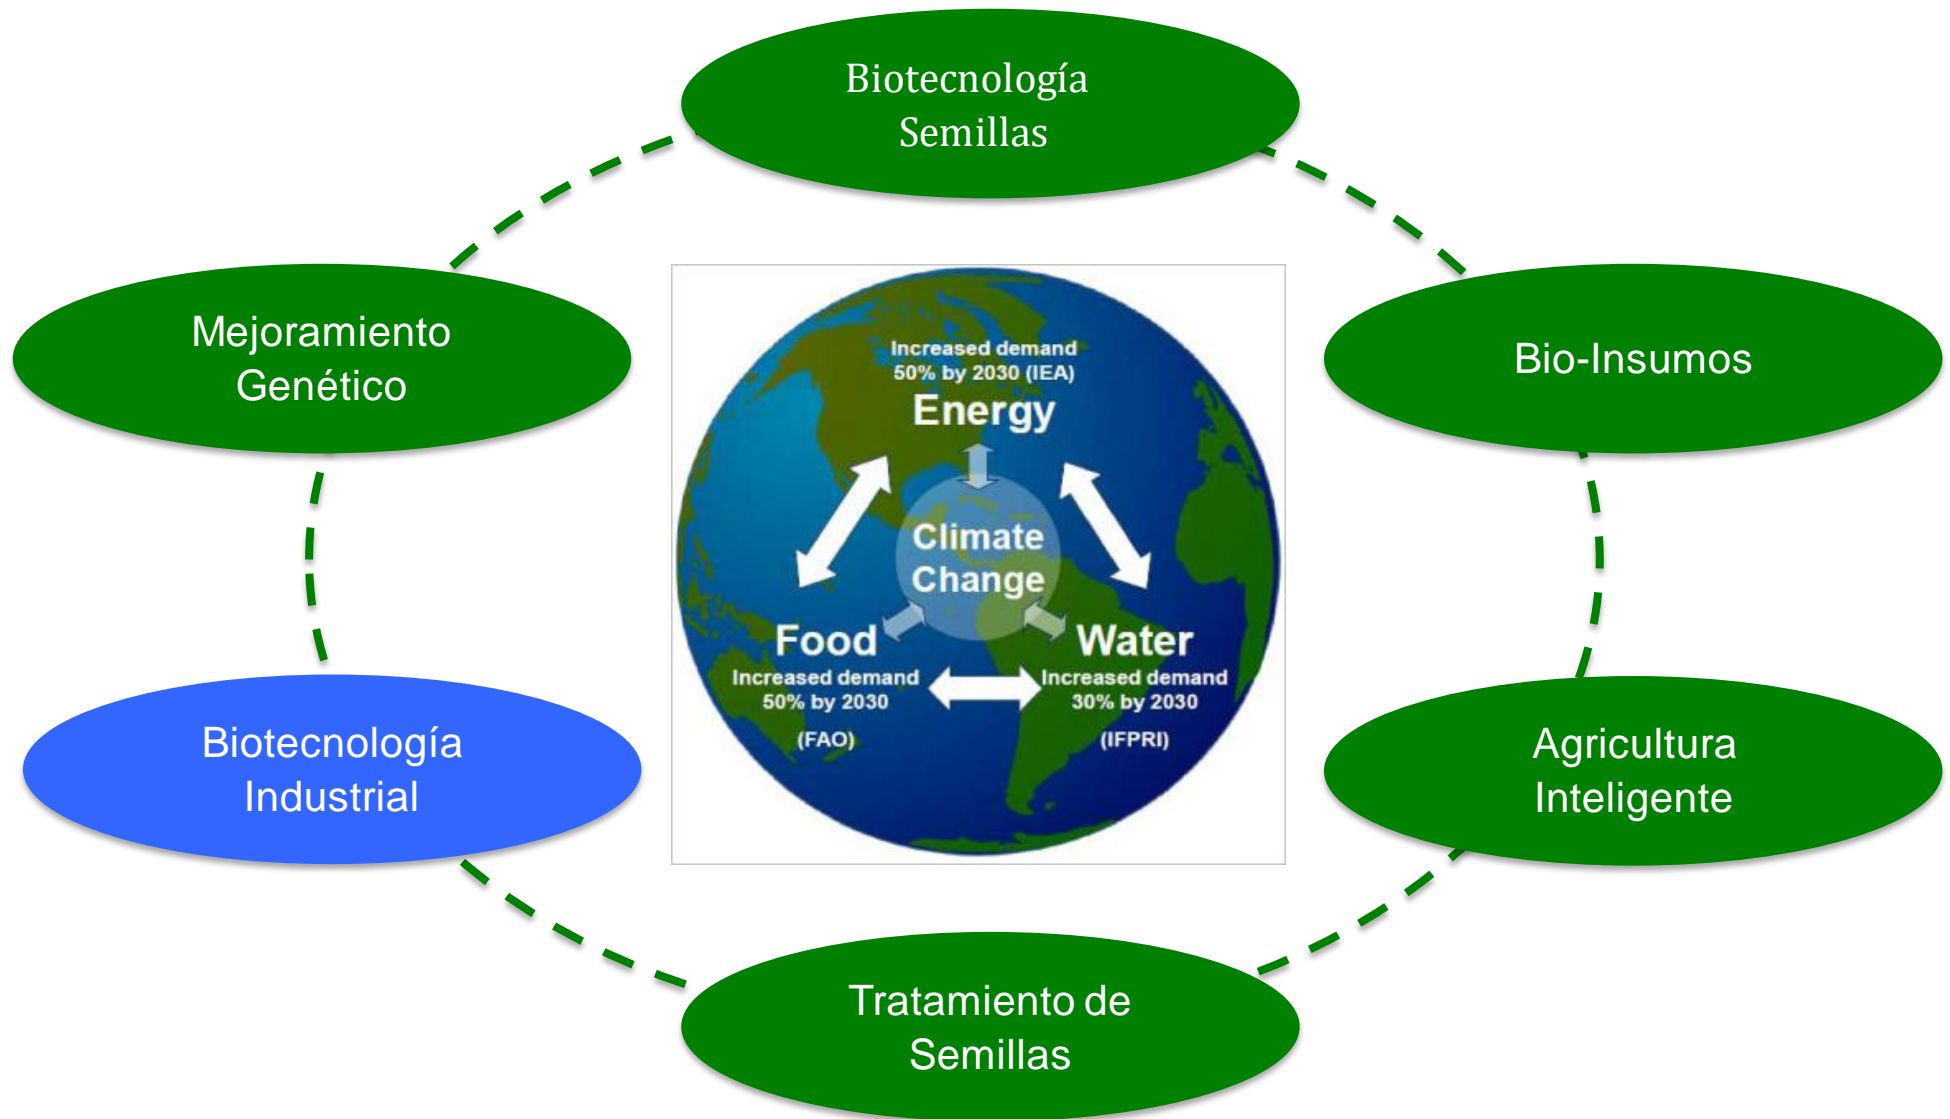 Biotecnología
Semillas
Mejoramiento
Genético
Bio-Insumos
Increased demand
50% by 2030 (IEA)
Energy
Climate
Change
Food
Increased demand
50% by 2030
(FAO)
Water
Increased demand
30% by 2030
(IFPRI)
Biotecnología
Industrial
Agricultura
Inteligente
Tratamiento de
Semillas